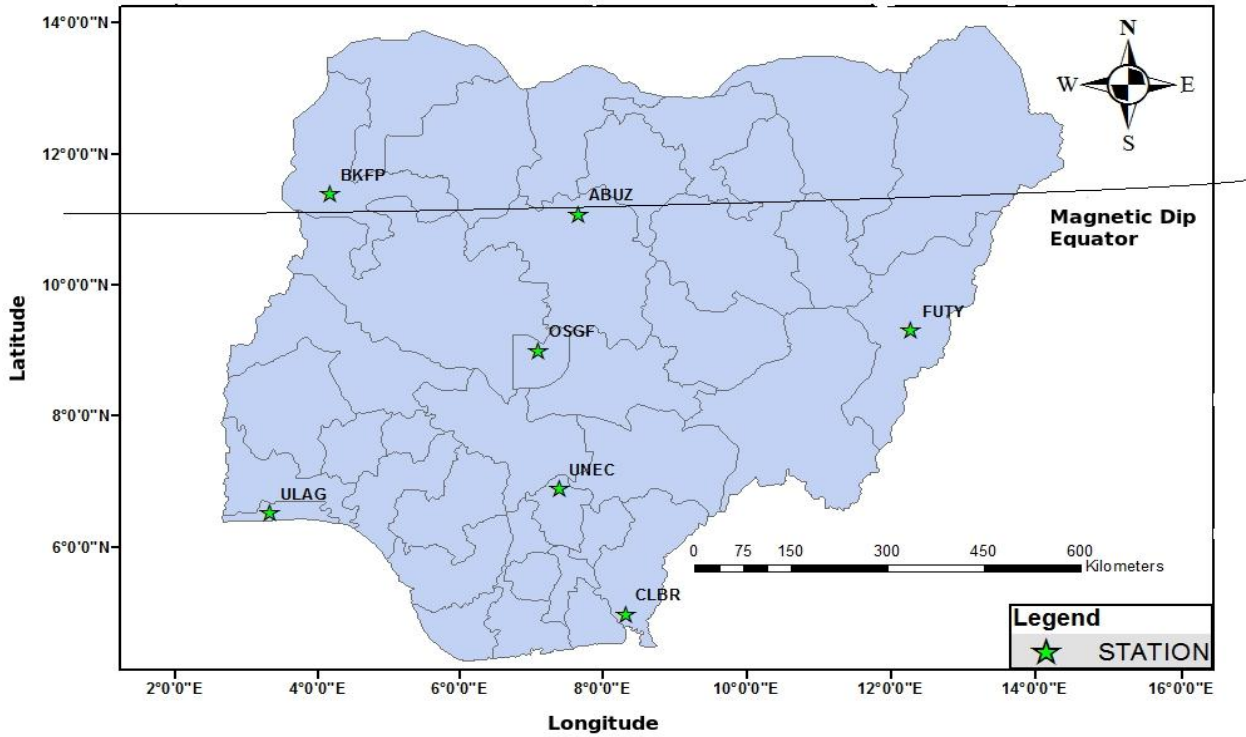 14°0'0"N
N
W
E
S
12°0'0"N
BKFP
ABUZ
Magnetic Dip
Equator
10°0'0"N
FUTY
OSGF
Latitude
8°0'0"N
UNEC
ULAG
6°0'0"N
0 75 150 300 450 600
Kilometers
CLBR
Legend
STATION
2°0'0"E 4°0'0"E 6°0'0"E 8°0'0"E 10°0'0"E 12°0'0"E 14°0'0"E 16°0'0"E
Longitude